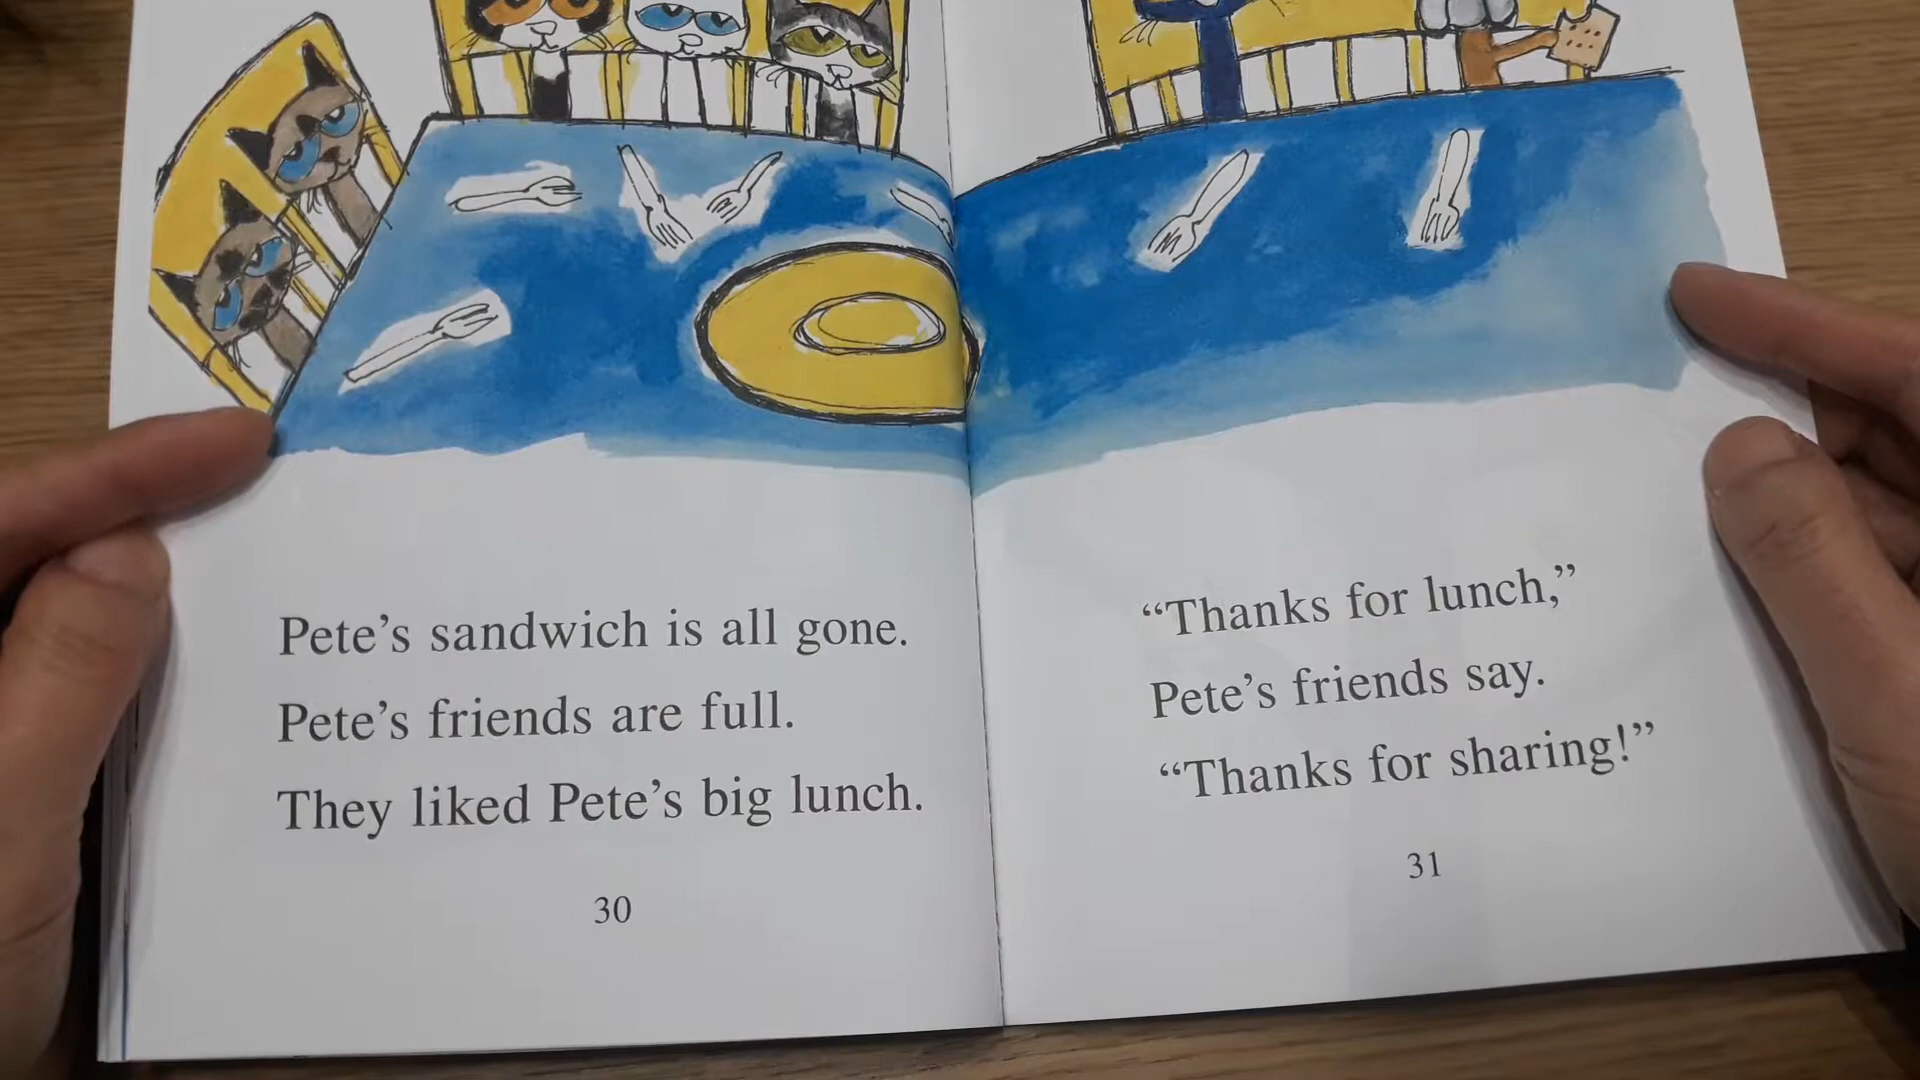 Pete’s sandwich is all gone.
Pete’s friends are full.
They liked Pete’s big lunch.
30
“Thanks for lunch,”
Pete’s friends say.
“Thanks for sharing!”
31